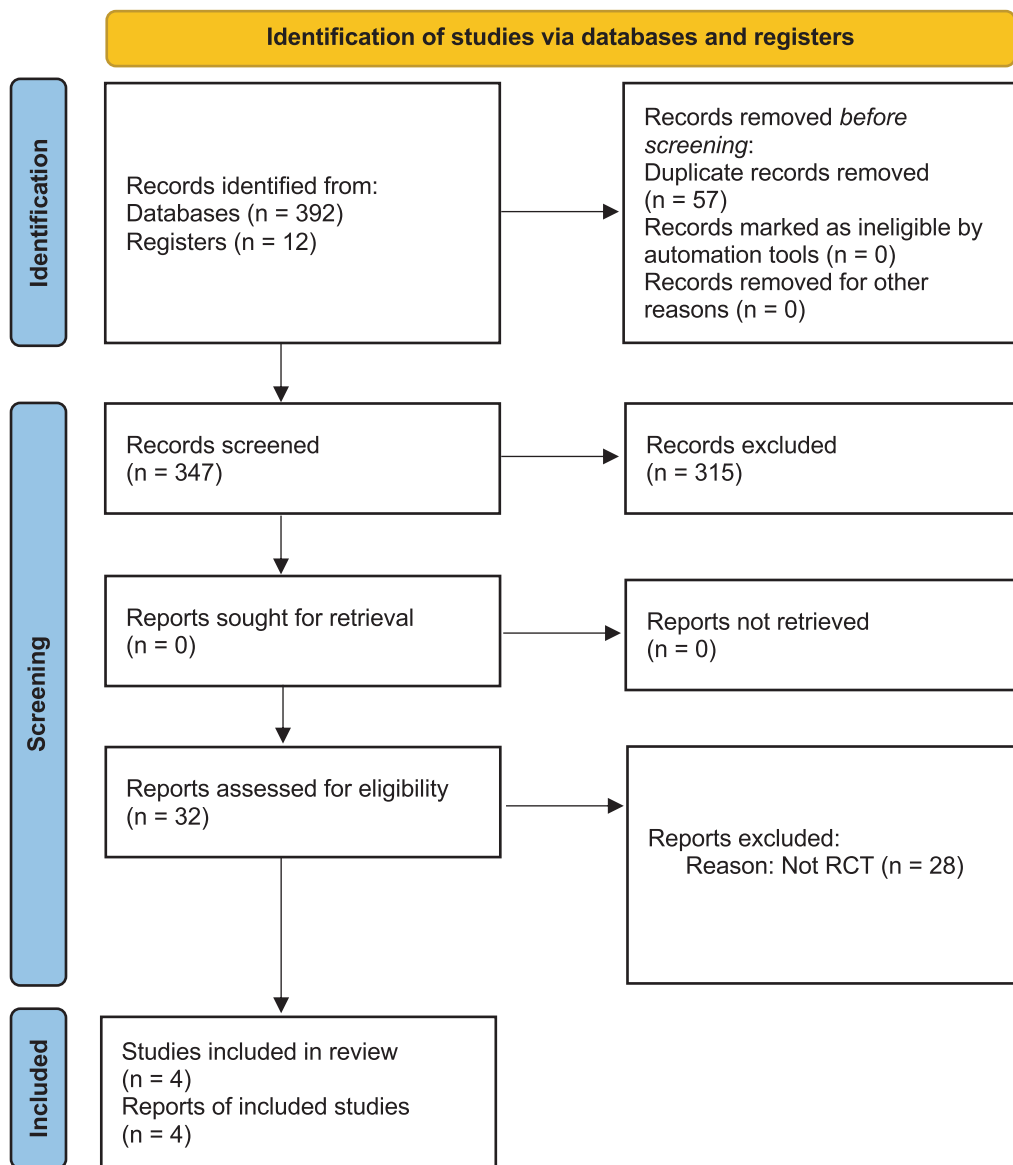 Identification of studies via databases and registers
Identification
Records identified from:
Databases (n = 392)
Registers (n = 12)
Records removed before
screening:
Duplicate records removed
(n = 57)
Records marked as ineligible by
automation tools (n = 0)
Records removed for other
reasons (n = 0)
Screening
Records screened
(n = 347)
Records excluded
(n = 315)
Reports sought for retrieval
(n = 0)
Reports not retrieved
(n = 0)
Reports assessed for eligibility
(n = 32)
Reports excluded:
Reason: Not RCT (n = 28)
Included
Studies included in review
(n = 4)
Reports of included studies
(n = 4)